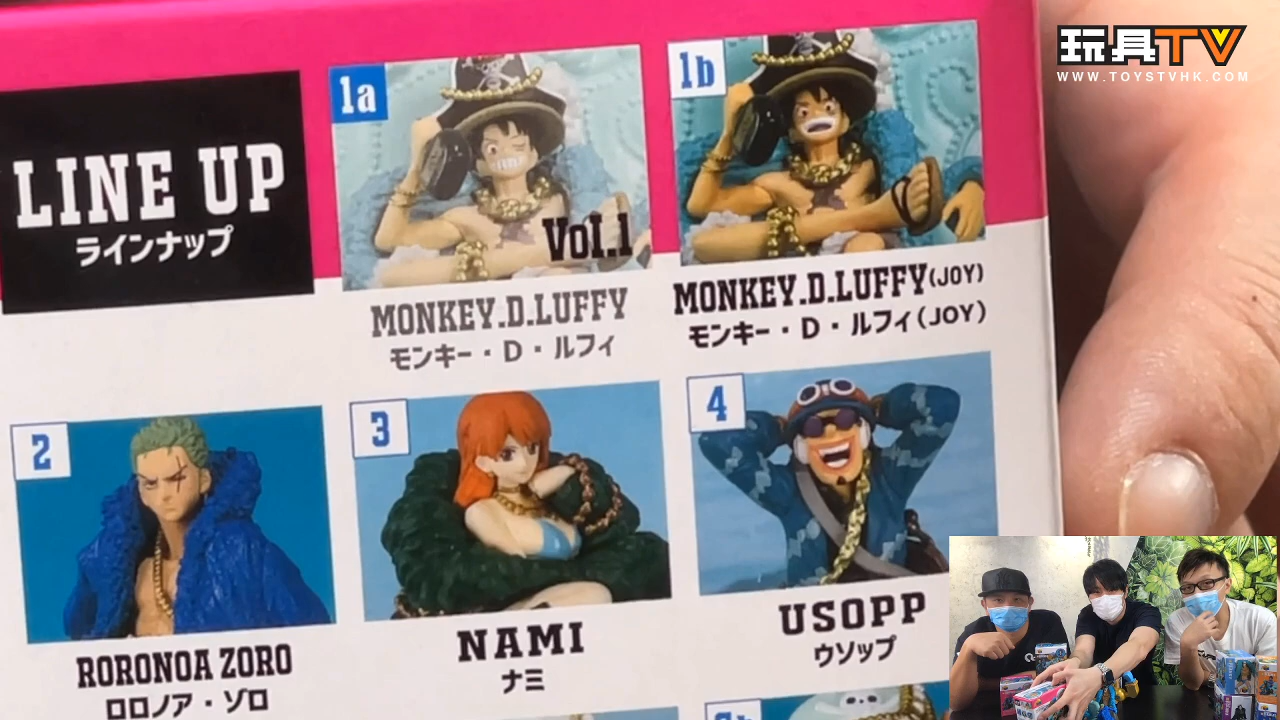 玩具TV
WWW.TOYSTVHK.COM
LINE UP
ラインナップ
1a
Vol.1
MONKEY.D.LUFFY
モンキー・D・ルフィ
1b
MONKEY.D.LUFFY(JOY)
モンキー・D・ルフィ(JOY)
2
RORONOA ZORO
ロロノア・ゾロ
3
NAMI
ナミ
4
USOPP
ウソップ